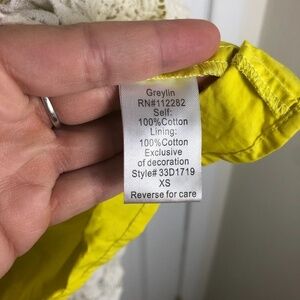 Greylin
RN#112282
Self:
100%Cotton
Lining:
100%Cotton
Exclusive
of decoration
Style# 33D1719
XS
Reverse for care